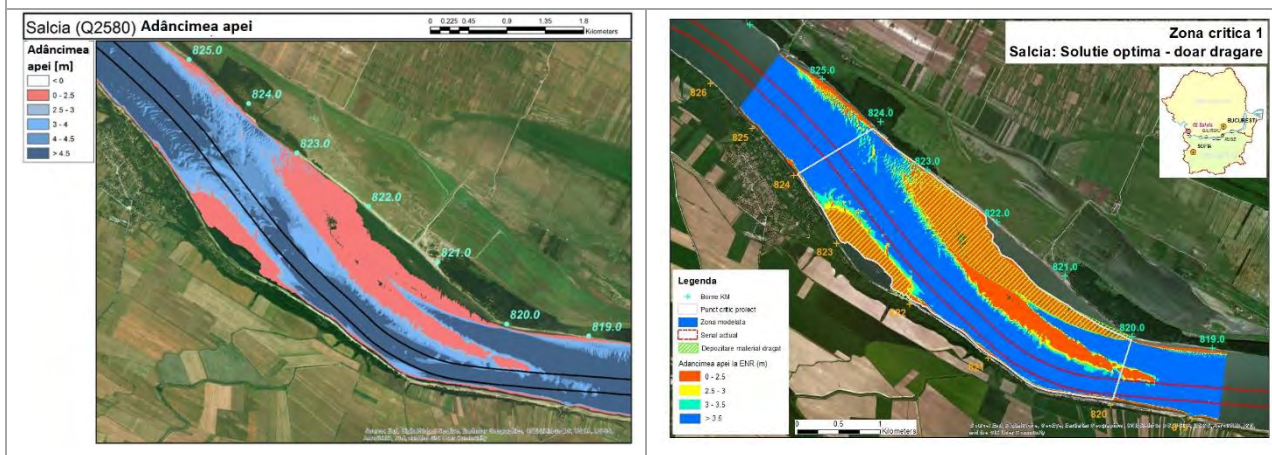 Salcia (Q2580) Adâncimea apei
0 0.225 0.45 0.9 1.35 1.8
Kilometers
Adâncimea
apei [m]
< 0
0 - 2.5
2.5 - 3
3 - 4
4 - 4.5
> 4.5
825.0
824.0
823.0
822.0
821.0
820.0
819.0
Zona critica 1
Salcia: Solutie optima - doar dragare
BUCURESTI
SOFIA
826
825
824
823
822
821
820
825.0
824.0
823.0
822.0
821.0
820.0
819.0
Legenda
Borne KM
Punct critic proiect
Zona modelata
Senal actual
Depozitare material dragat
Adancimea apei la ENR (m)
0 - 2.5
2.5 - 3
3 - 3.5
> 3.5
0 0.5 1
Kilometers